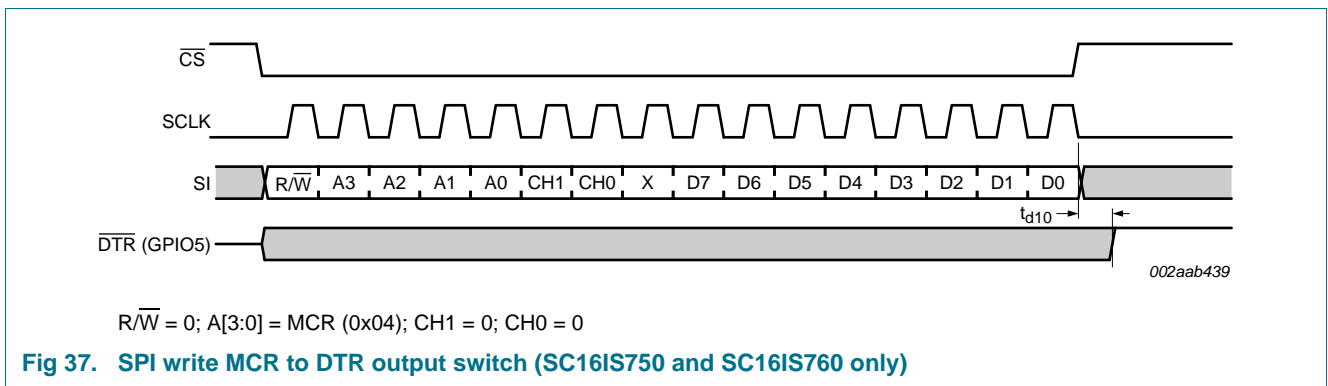 C̅S̅
SCLK
SI R/W̅ A3 A2 A1 A0 CH1 CH0 X D7 D6 D5 D4 D3 D2 D1 D0
td10
D̅T̅R̅ (GPIO5)
002aab439
R/W̅ = 0; A[3:0] = MCR (0x04); CH1 = 0; CH0 = 0
Fig 37. SPI write MCR to DTR output switch (SC16IS750 and SC16IS760 only)